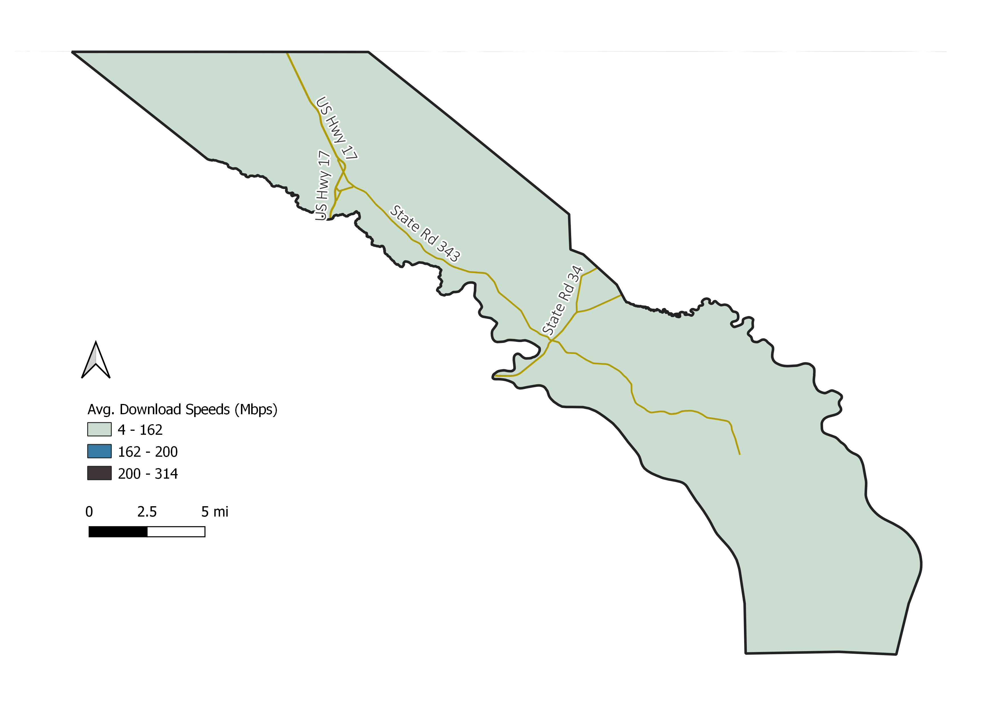 US Hwy 17
US Hwy 17
State Rd 343
State Rd 34
Avg. Download Speeds (Mbps)
4 - 162
162 - 200
200 - 314
0 2.5 5 mi